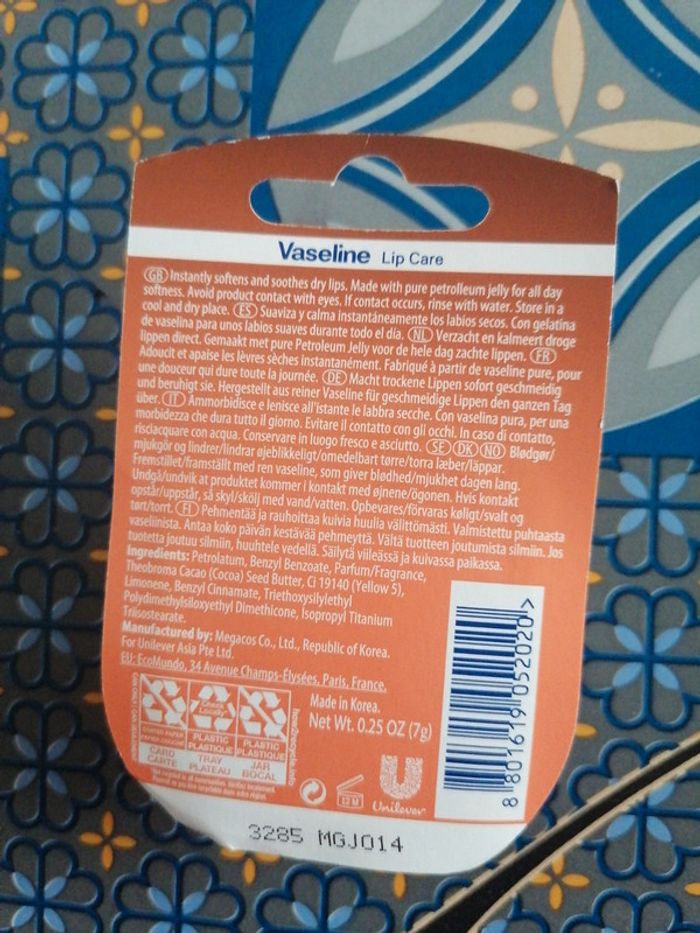 Vaseline Lip Care
GB Instantly softens and soothes dry lips. Made with pure petrolleum jelly for all day
softness. Avoid product contact with eyes. If contact occurs, rinse with water. Store in a
cool and dry place. ES Suaviza y calma instantáneamente los labios secos. Con gelatina
de vaselina para unos labios suaves durante todo el día. NL Verzacht en kalmeert droge
lippen direct. Gemaakt met pure Petroleum Jelly voor de hele dag zachte lippen. FR
Adoucit et apaise les lèvres sèches instantanément. Fabriqué à partir de vaseline pure, pour
une douceur qui dure toute la journée. DE Macht trockene Lippen sofort geschmeidig
und beruhigt sie. Hergestellt aus reiner Vaseline für geschmeidige Lippen den ganzen Tag
über. IT Ammorbidisce e lenisce all'istante le labbra secche. Con vaselina pura, per una
morbidezza che dura tutto il giorno. Evitare il contatto con gli occhi. In caso di contatto,
risciacquare con acqua. Conservare in luogo fresco e asciutto. SE DK NO Blødgør/
mjukgör og lindrer/lindrar øjeblikkeligt/omedelbart tørre/torra læber/läppar.
Fremstillet/framställt med ren vaseline, som giver blødhed/mjukhet dagen lang.
Undgå/undvik at produktet kommer i kontakt med øjnene/ögonen. Hvis kontakt
opstår/uppstår, så skyl/skölj med vand/vatten. Opbevares/förvaras køligt/svalt og
tørt/torrt. FI Pehmentää ja rauhoittaa kuivia huulia välittömästi. Valmistettu puhtaasta
vaseliinista. Antaa koko päivän kestävää pehmeyttä. Vältä tuotteen joutumista silmiin. Jos
tuotetta joutuu silmiin, huuhtele vedellä. Säilytä viileässä ja kuivassa paikassa.
Ingredients: Petrolatum, Benzyl Benzoate, Parfum/Fragrance,
Theobroma Cacao (Cocoa) Seed Butter, Ci 19140 (Yellow 5),
Limonene, Benzyl Cinnamate, Triethoxysilylethyl
Polydimethylsiloxyethyl Dimethicone, Isopropyl Titanium
Triisostearate.
Manufactured by: Megacos Co., Ltd., Republic of Korea.
For Unilever Asia Pte Ltd.
EU: EcoMundo, 34 Avenue Champs-Élysées, Paris, France.
Check
Locally
COATED PAPER PLASTIC PLASTIC
PLASTIQUE PLASTIQUE
CARD TRAY JAR
CARTE PLATEAU BOCAL
how2recycle.info
Made in Korea.
Net Wt. 0.25 OZ (7g)
12 M
Unilever
8 801619 052020 >
3285 MGJ014